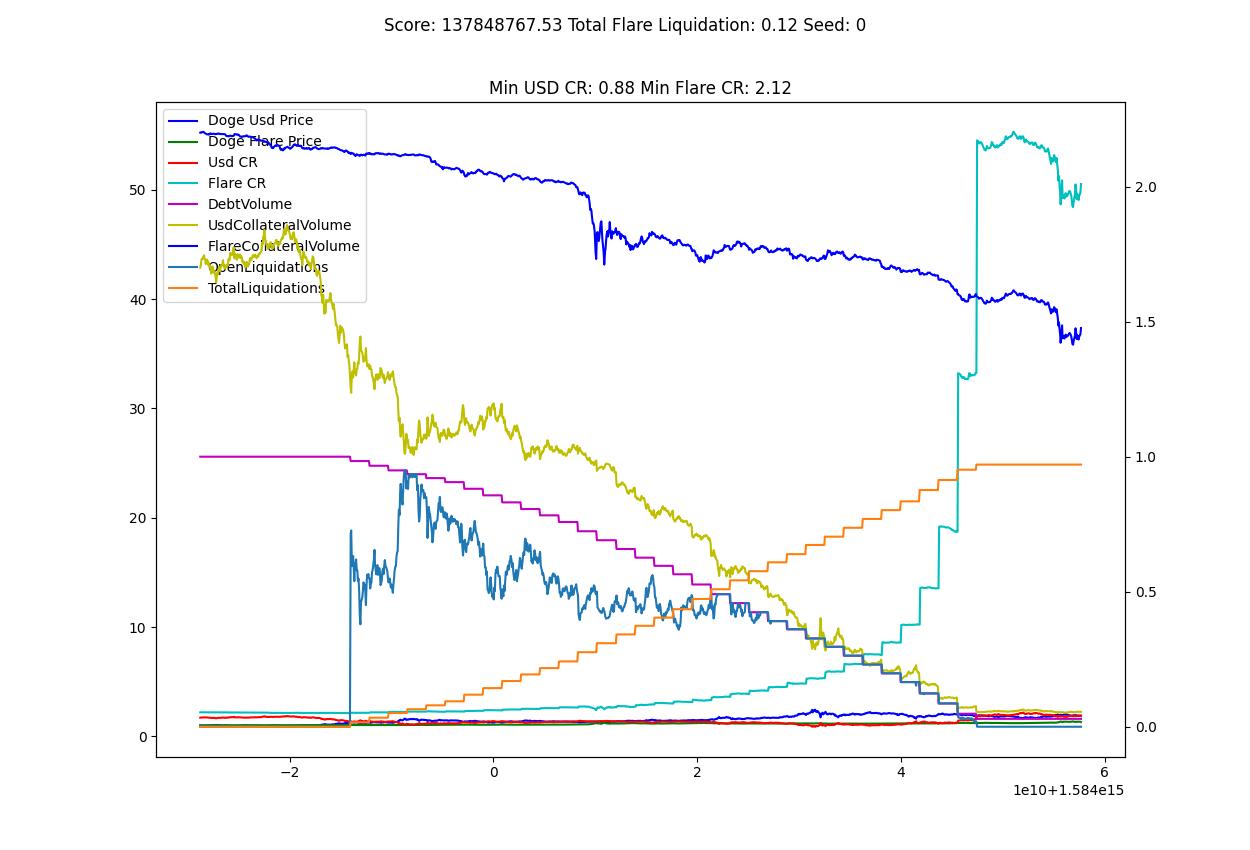 Score: 137848767.53 Total Flare Liquidation: 0.12 Seed: 0
Min USD CR: 0.88 Min Flare CR: 2.12
Doge Usd Price
Doge Flare Price
Usd CR
Flare CR
DebtVolume
UsdCollateralVolume
FlareCollateralVolume
OpenLiquidations
TotalLiquidations
50
40
30
20
10
0
2.0
1.5
1.0
0.5
0.0
−2
0
2
4
6
1e10+1.584e15